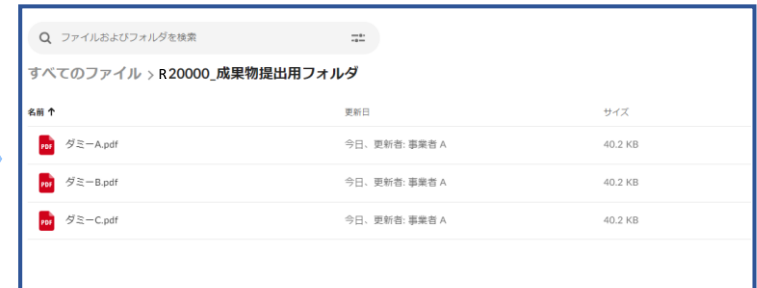 ファイルおよびフォルダを検索
すべてのファイル > R20000_成果物提出用フォルダ
名前 ↑ 更新日 サイズ
PDF ダミーA.pdf 今日、更新者: 事業者 A 40.2 KB
PDF ダミーB.pdf 今日、更新者: 事業者 A 40.2 KB
PDF ダミーC.pdf 今日、更新者: 事業者 A 40.2 KB